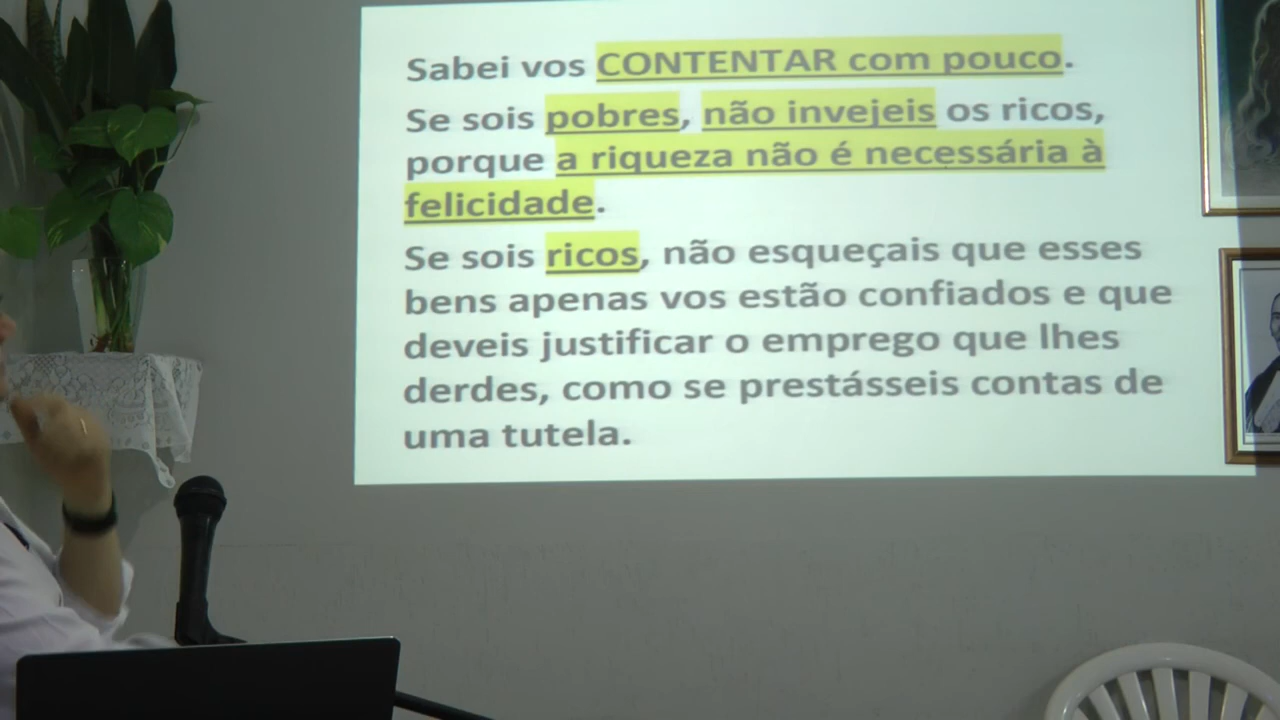 Sabei vos CONTENTAR com pouco.
Se sois pobres, não invejeis os ricos,
porque a riqueza não é necessária à
felicidade.
Se sois ricos, não esqueçais que esses
bens apenas vos estão confiados e que
deveis justificar o emprego que lhes
derdes, como se prestásseis contas de
uma tutela.